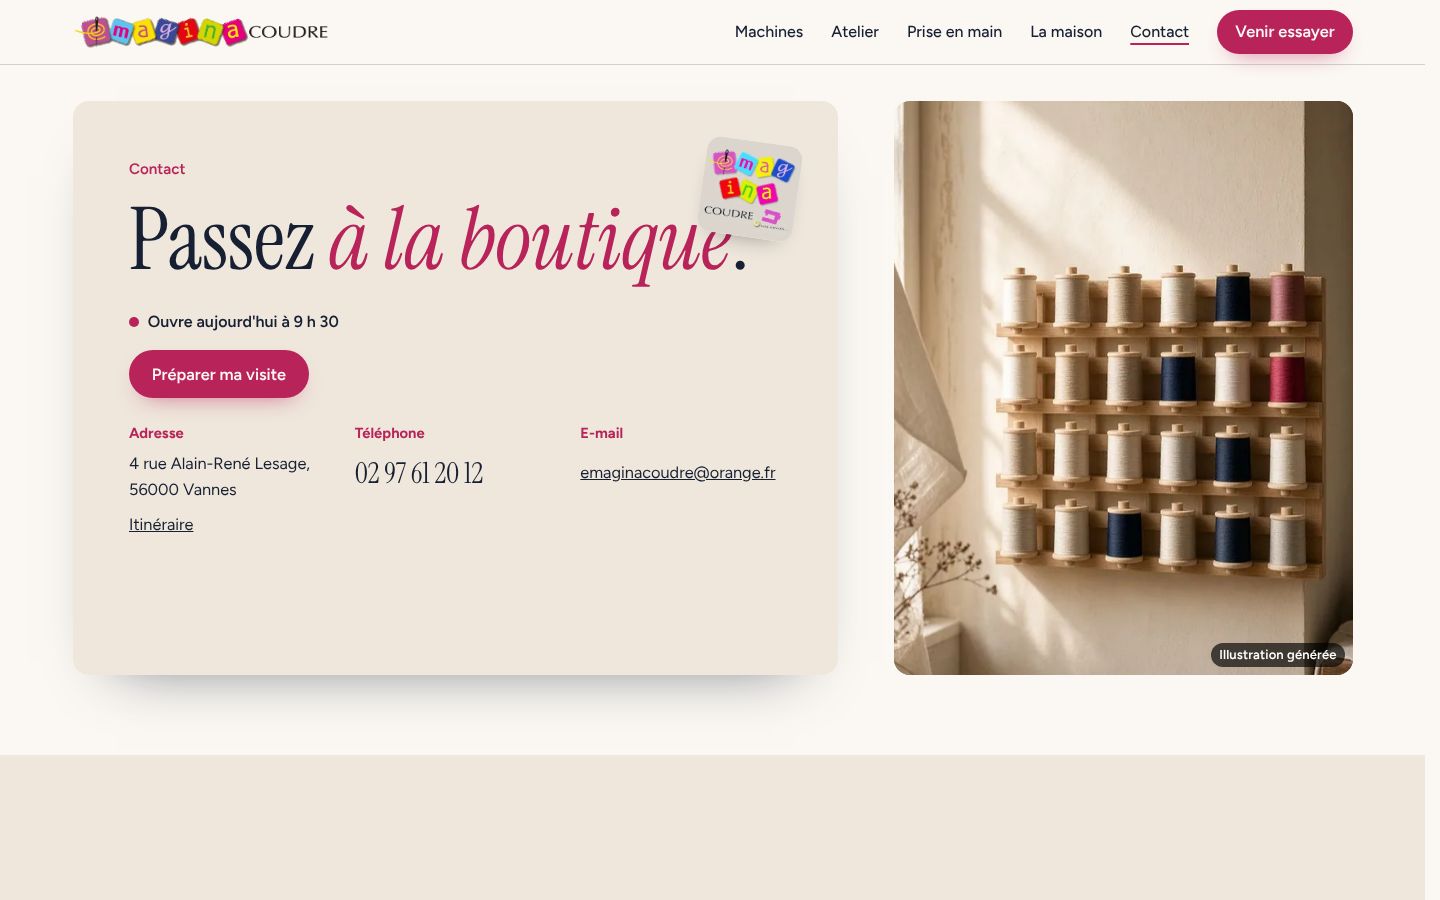 emagina COUDRE
Machines
Atelier
Prise en main
La maison
Contact
Venir essayer
Contact
emag
ina
COUDRE
Passez à la boutique.
Ouvre aujourd'hui à 9 h 30
Préparer ma visite
Adresse
4 rue Alain-René Lesage,
56000 Vannes
Itinéraire
Téléphone
02 97 61 20 12
E-mail
emaginacoudre@orange.fr
Illustration générée